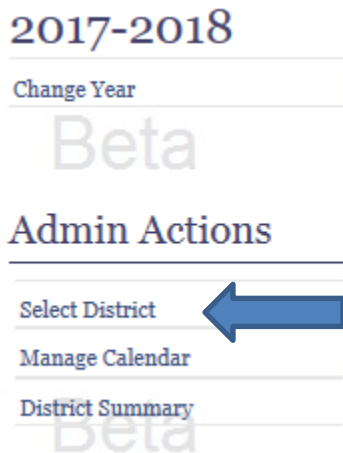 2017-2018
Change Year
Beta
Admin Actions
Select District
Manage Calendar
District Summary
Beta